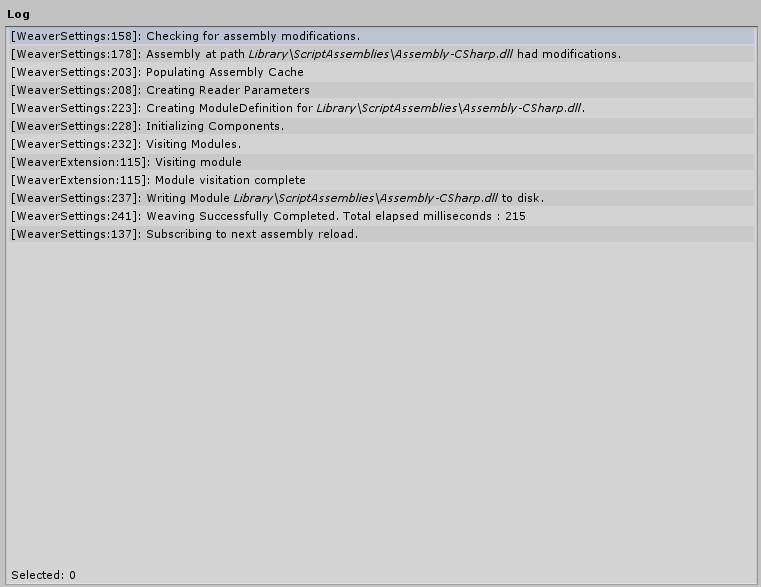 Log
[WeaverSettings:158]: Checking for assembly modifications.
[WeaverSettings:178]: Assembly at path Library\ScriptAssemblies\Assembly-CSharp.dll had modifications.
[WeaverSettings:203]: Populating Assembly Cache
[WeaverSettings:208]: Creating Reader Parameters
[WeaverSettings:223]: Creating ModuleDefinition for Library\ScriptAssemblies\Assembly-CSharp.dll.
[WeaverSettings:228]: Initializing Components.
[WeaverSettings:232]: Visiting Modules.
[WeaverExtension:115]: Visiting module
[WeaverExtension:115]: Module visitation complete
[WeaverSettings:237]: Writing Module Library\ScriptAssemblies\Assembly-CSharp.dll to disk.
[WeaverSettings:241]: Weaving Successfully Completed. Total elapsed milliseconds : 215
[WeaverSettings:137]: Subscribing to next assembly reload.
Selected: 0